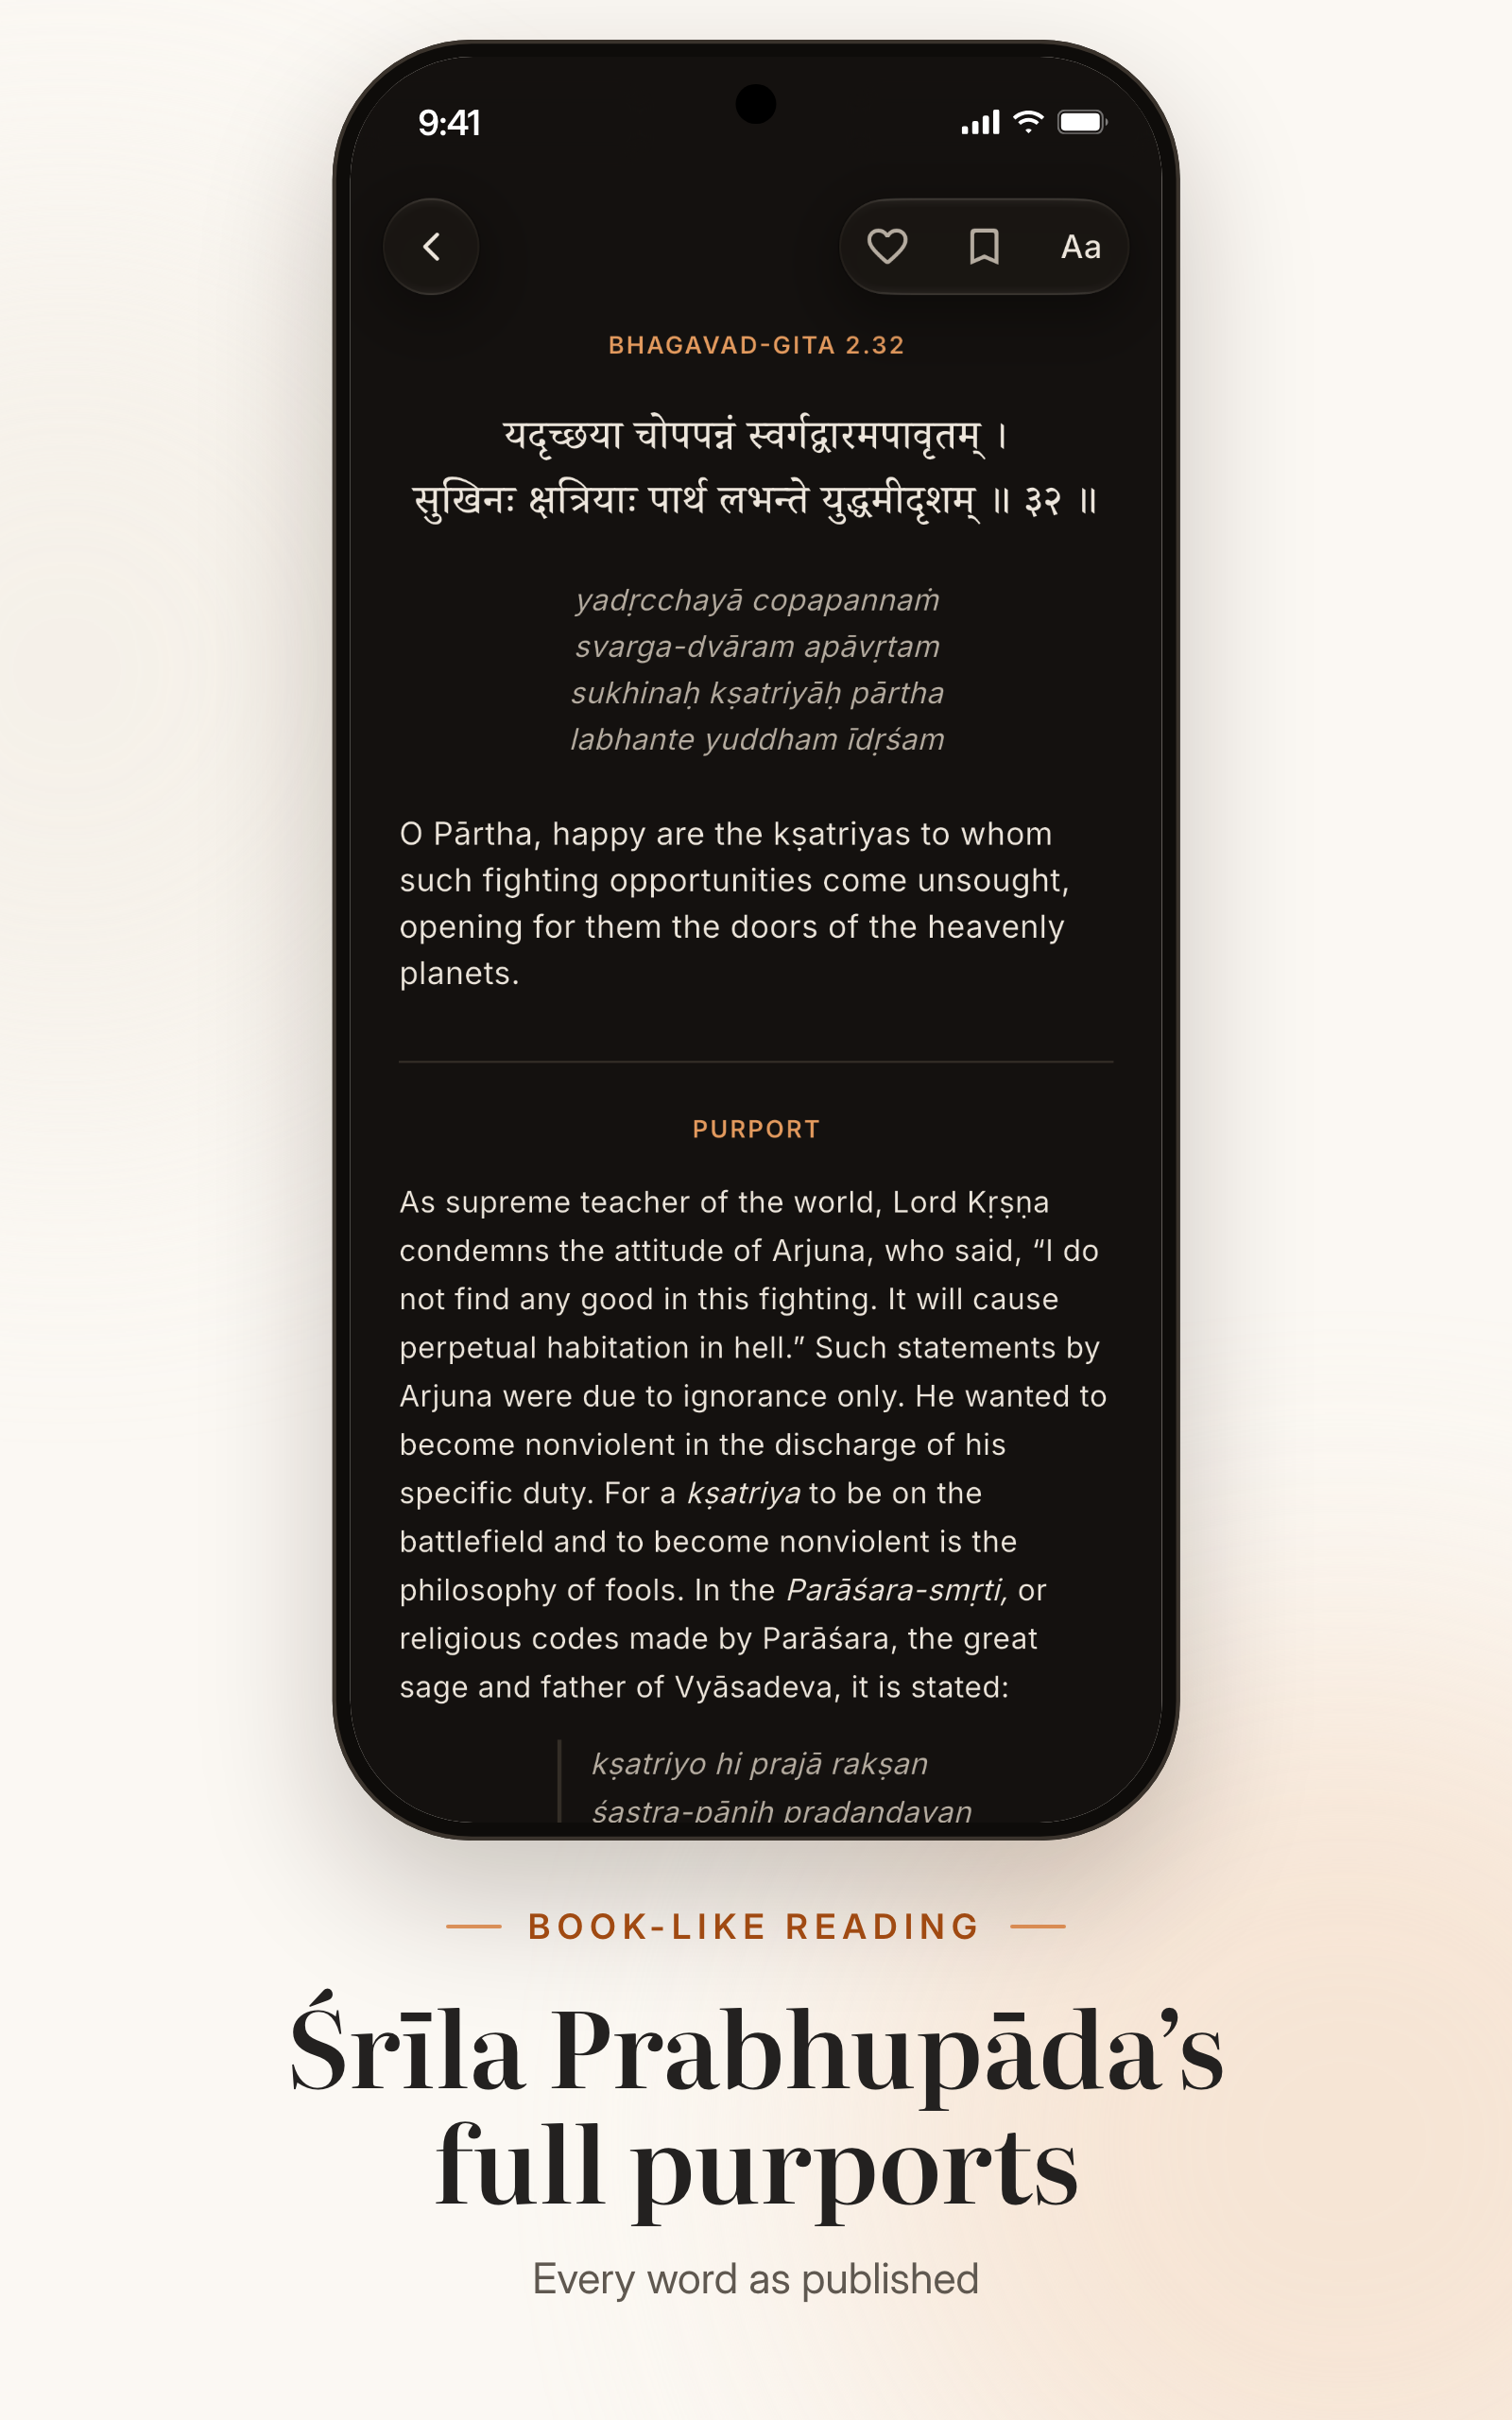 9:41
Aa
BHAGAVAD-GITA 2.32
यदृच्छया चोपपन्नं स्वर्गद्वारमपावृतम् ।
सुखिनः क्षत्रियाः पार्थ लभन्ते युद्धमीदृशम् ॥ ३२ ॥
yadṛcchayā copapannaṁ
svarga-dvāram apāvṛtam
sukhinaḥ kṣatriyāḥ pārtha
labhante yuddham īdṛśam
O Pārtha, happy are the kṣatriyas to whom
such fighting opportunities come unsought,
opening for them the doors of the heavenly
planets.
PURPORT
As supreme teacher of the world, Lord Kṛṣṇa
condemns the attitude of Arjuna, who said, “I do
not find any good in this fighting. It will cause
perpetual habitation in hell.” Such statements by
Arjuna were due to ignorance only. He wanted to
become nonviolent in the discharge of his
specific duty. For a kṣatriya to be on the
battlefield and to become nonviolent is the
philosophy of fools. In the Parāśara-smṛti, or
religious codes made by Parāśara, the great
sage and father of Vyāsadeva, it is stated:
kṣatriyo hi prajā rakṣan
śastra-pāṇiḥ pradaṇḍayan
BOOK-LIKE READING
Śrīla Prabhupāda’s
full purports
Every word as published